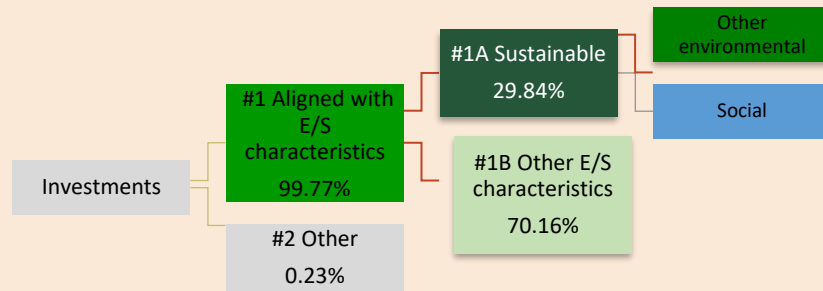 Investments
#1 Aligned with
E/S
characteristics
99.77%
#2 Other
0.23%
#1A Sustainable
29.84%
#1B Other E/S
characteristics
70.16%
Other
environmental
Social